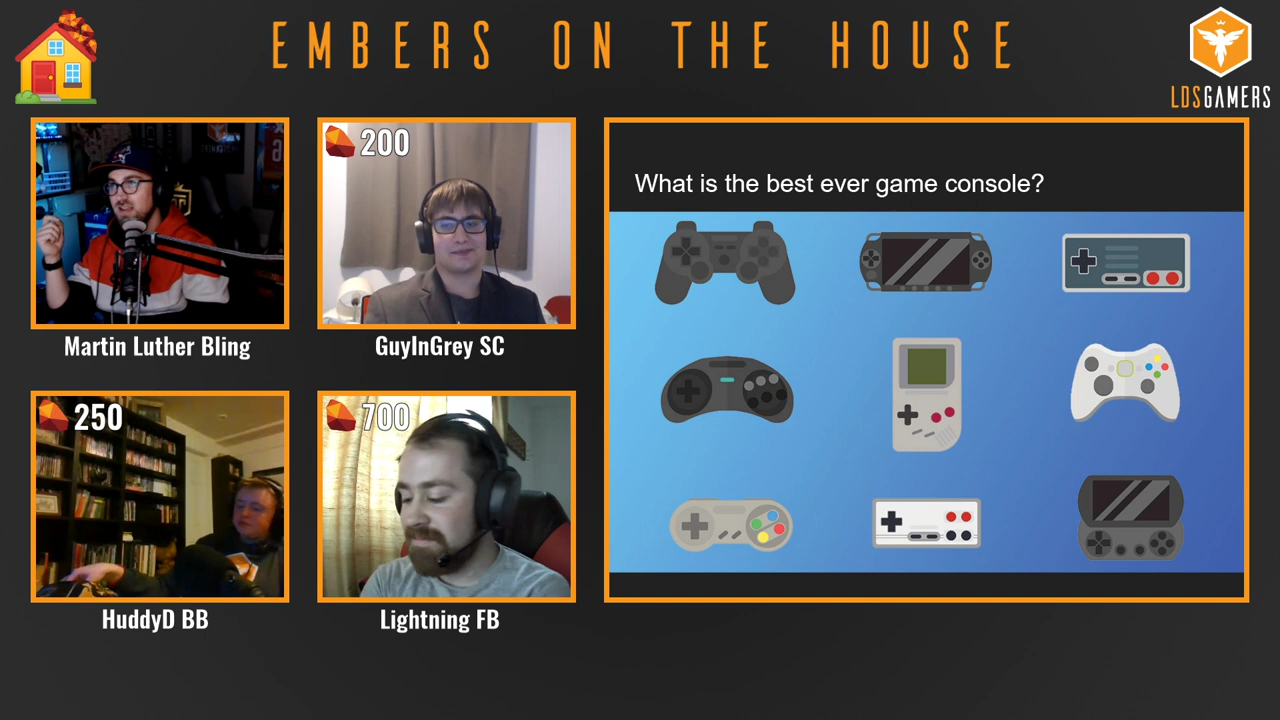 EMBERS ON THE HOUSE
LDSGAMERS
200
Martin Luther Bling
GuyInGrey SC
250
700
HuddyD BB
Lightning FB
What is the best ever game console?